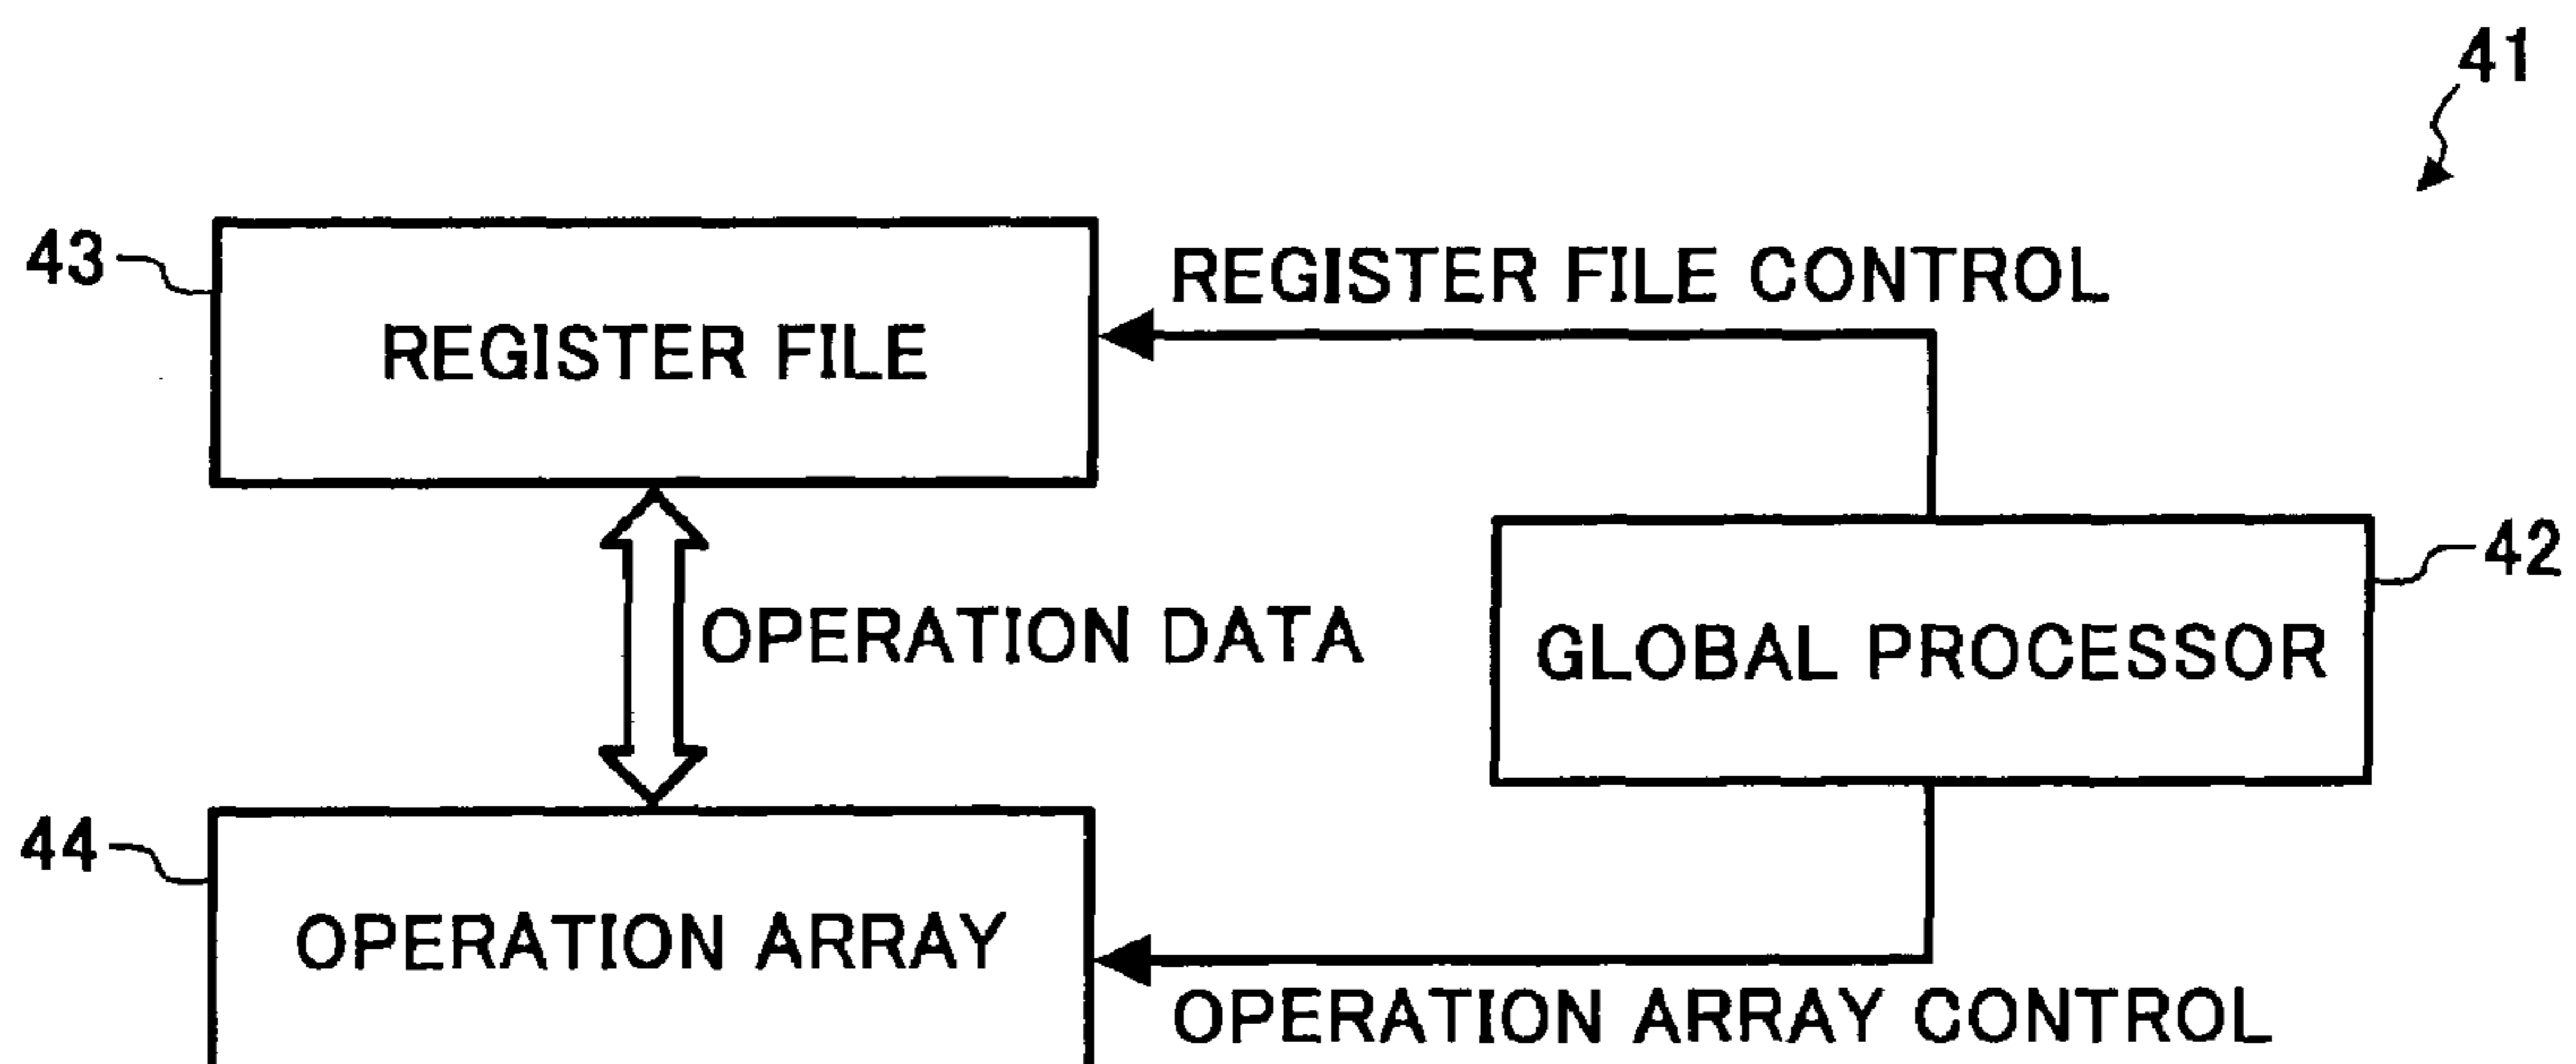 41
43
REGISTER FILE CONTROL
REGISTER FILE
42
OPERATION DATA
GLOBAL PROCESSOR
44
OPERATION ARRAY
OPERATION ARRAY CONTROL